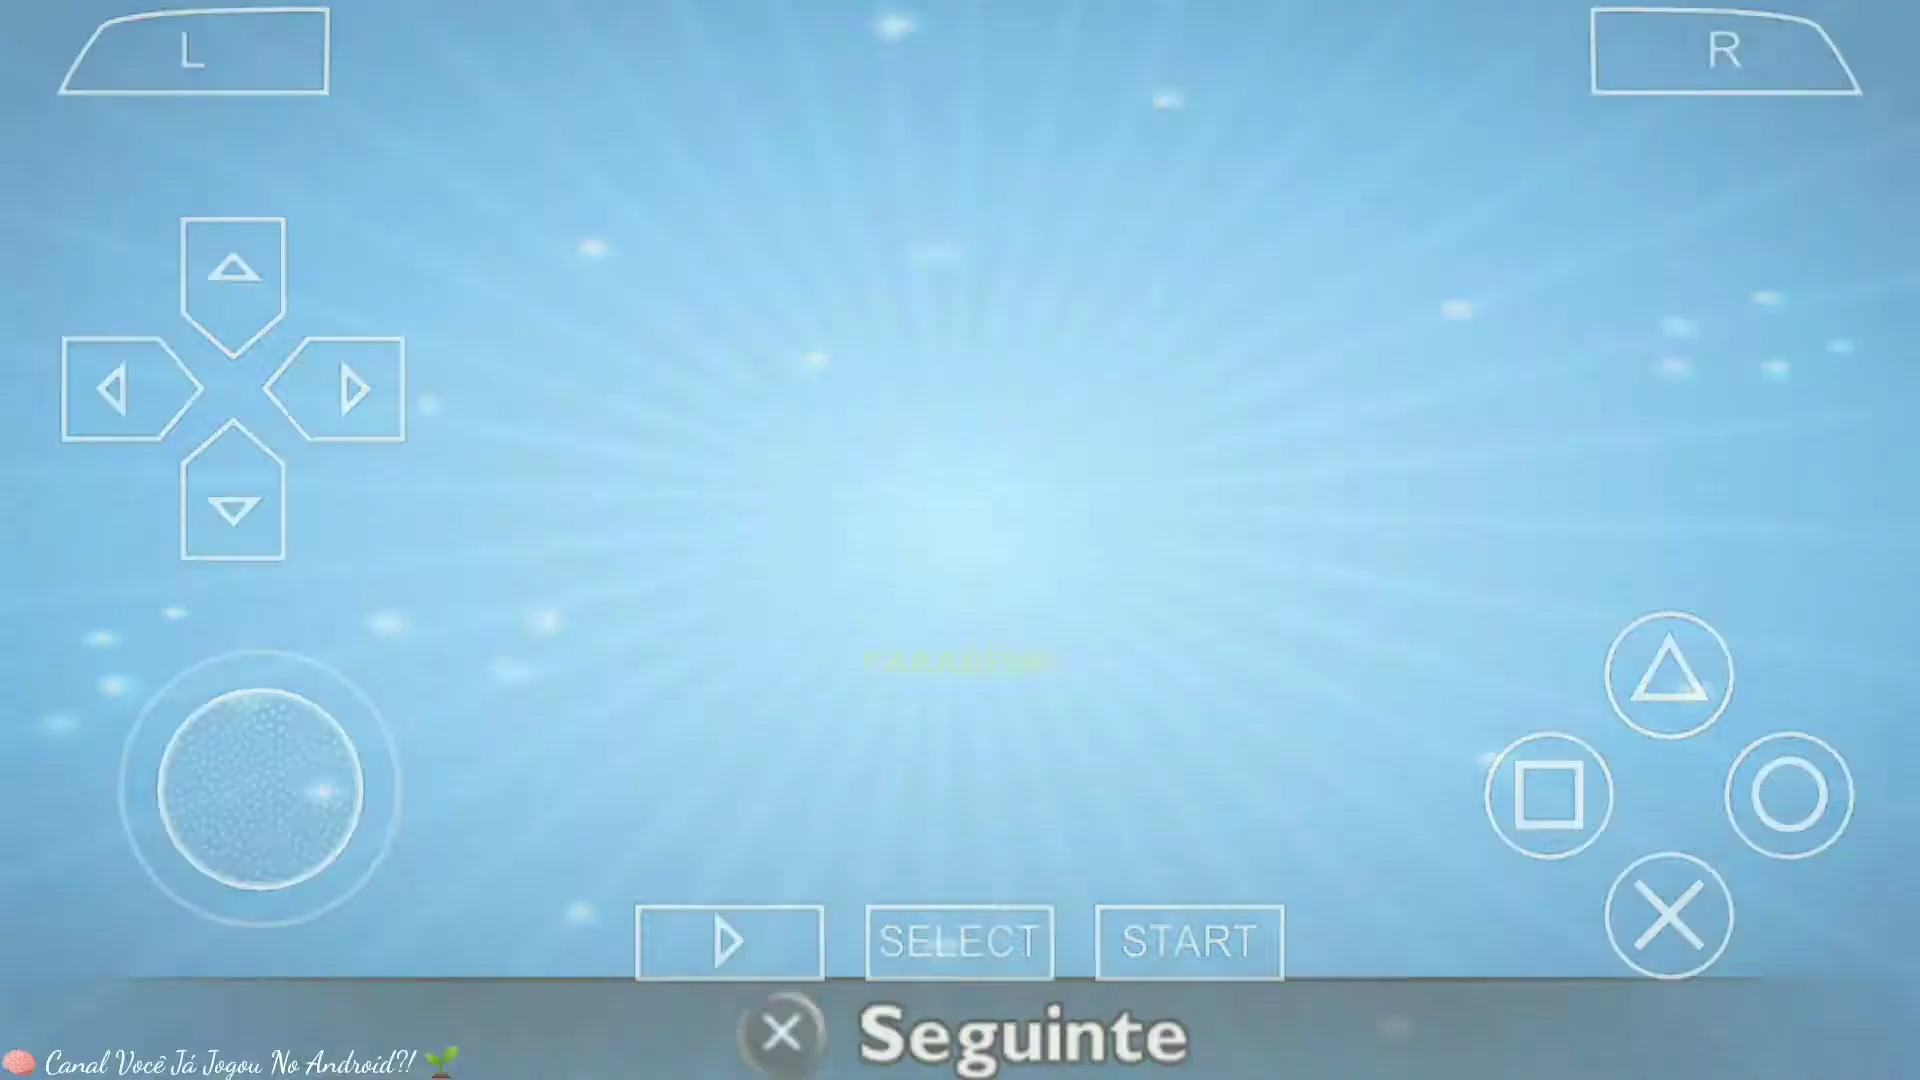 L
R
SELECT
START
Seguinte
Canal Você Já Jogou No Android?!